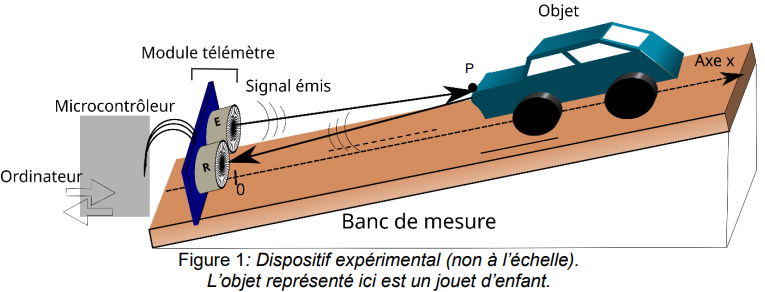 Objet
Module télémètre
P
Axe x
Signal émis
Microcontrôleur
E
R
Ordinateur
0
Banc de mesure
Figure 1: Dispositif expérimental (non à l'échelle).
L'objet représenté ici est un jouet d'enfant.